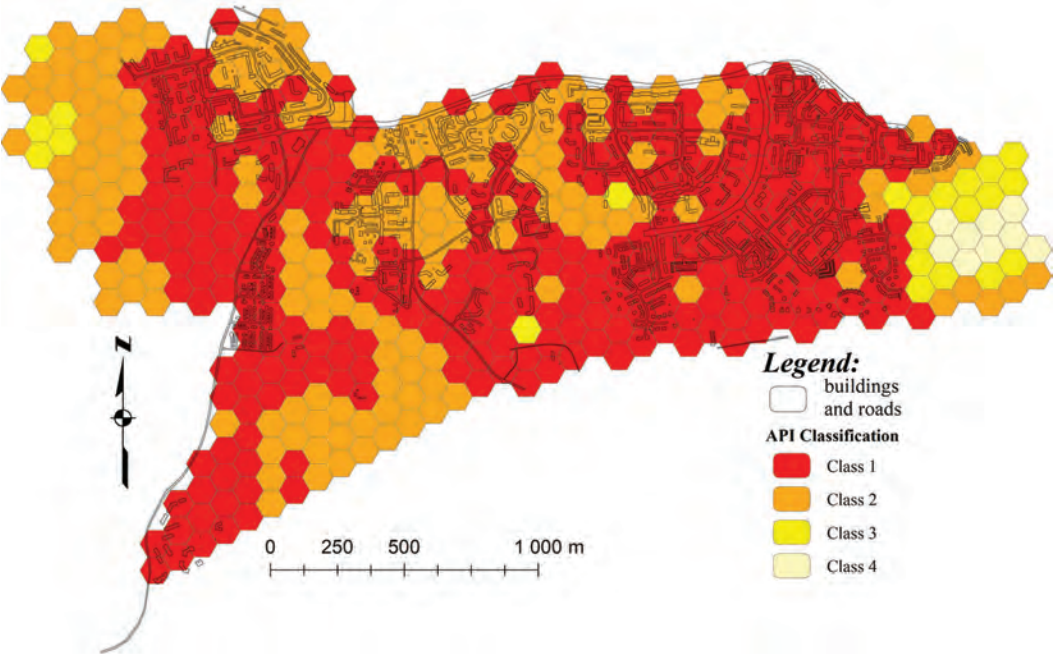 N
Legend:
buildings
and roads
API Classification
Class 1
Class 2
Class 3
Class 4
0 250 500 1 000 m